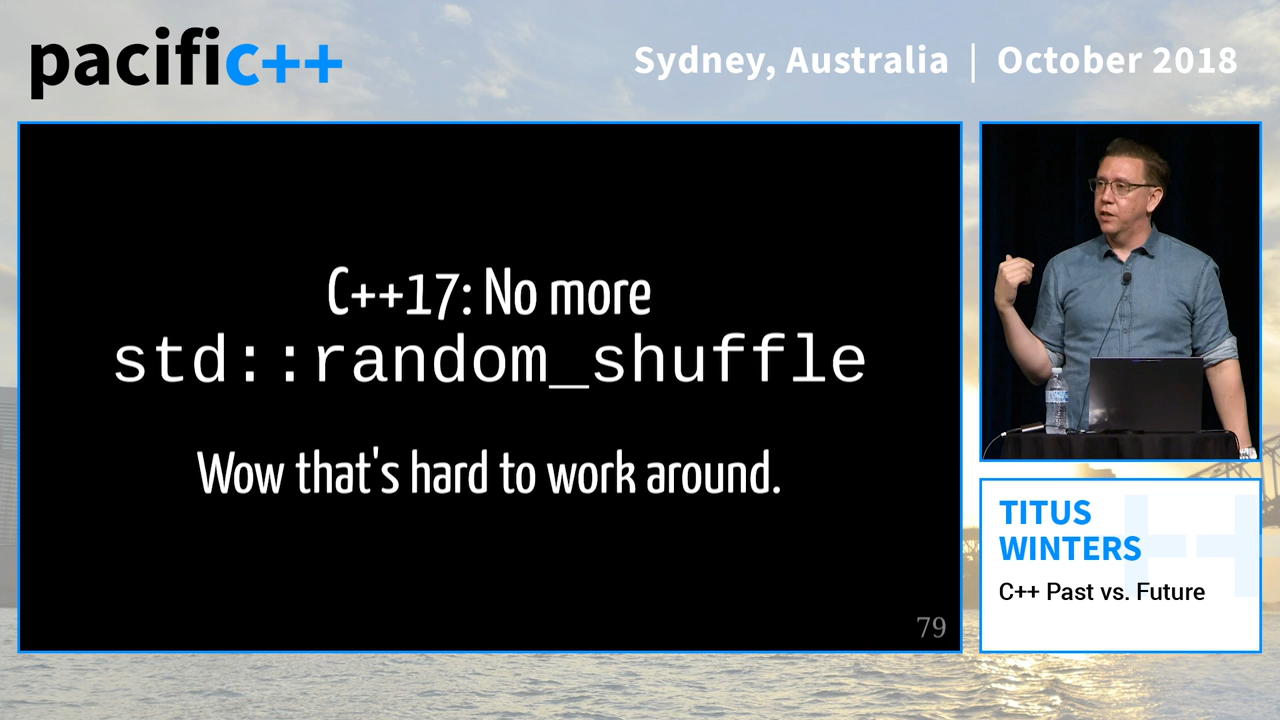 pacific++
Sydney, Australia | October 2018
C++17: No more
std::random_shuffle
Wow that's hard to work around.
79
TITUS
WINTERS
C++ Past vs. Future